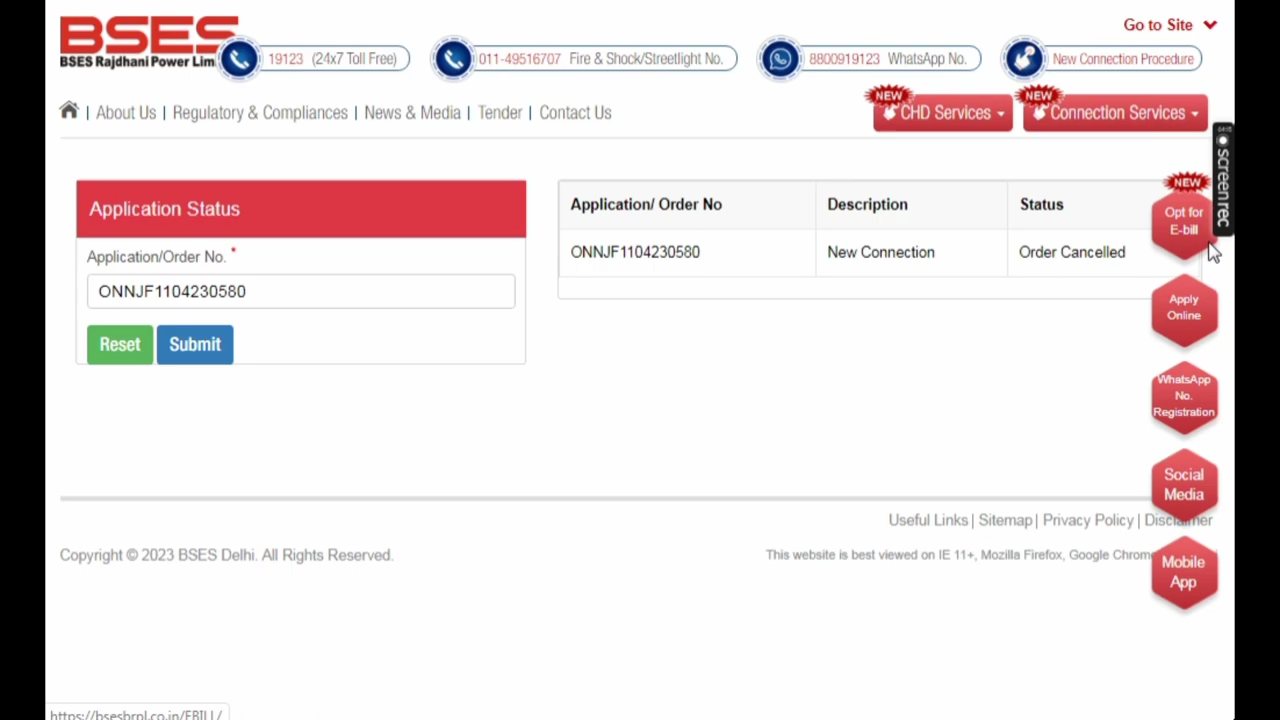 BSES
BSES Rajdhani Power Lim
Go to Site
19123 (24x7 Toll Free)
011-49516707 Fire & Shock/Streetlight No.
8800919123 WhatsApp No.
New Connection Procedure
| About Us | Regulatory & Compliances | News & Media | Tender | Contact Us
NEW
CHD Services
NEW
Connection Services
screenrec
Application Status
Application/Order No. *
ONNJF1104230580
Reset Submit
Application/ Order No Description Status
ONNJF1104230580 New Connection Order Cancelled
NEW
Opt for
E-bill
Apply
Online
WhatsApp
No.
Registration
Social
Media
Mobile
App
Useful Links | Sitemap | Privacy Policy | Disclaimer
Copyright © 2023 BSES Delhi. All Rights Reserved.
This website is best viewed on IE 11+, Mozilla Firefox, Google Chrome
https://bsesbrpl.co.in/EBILL/